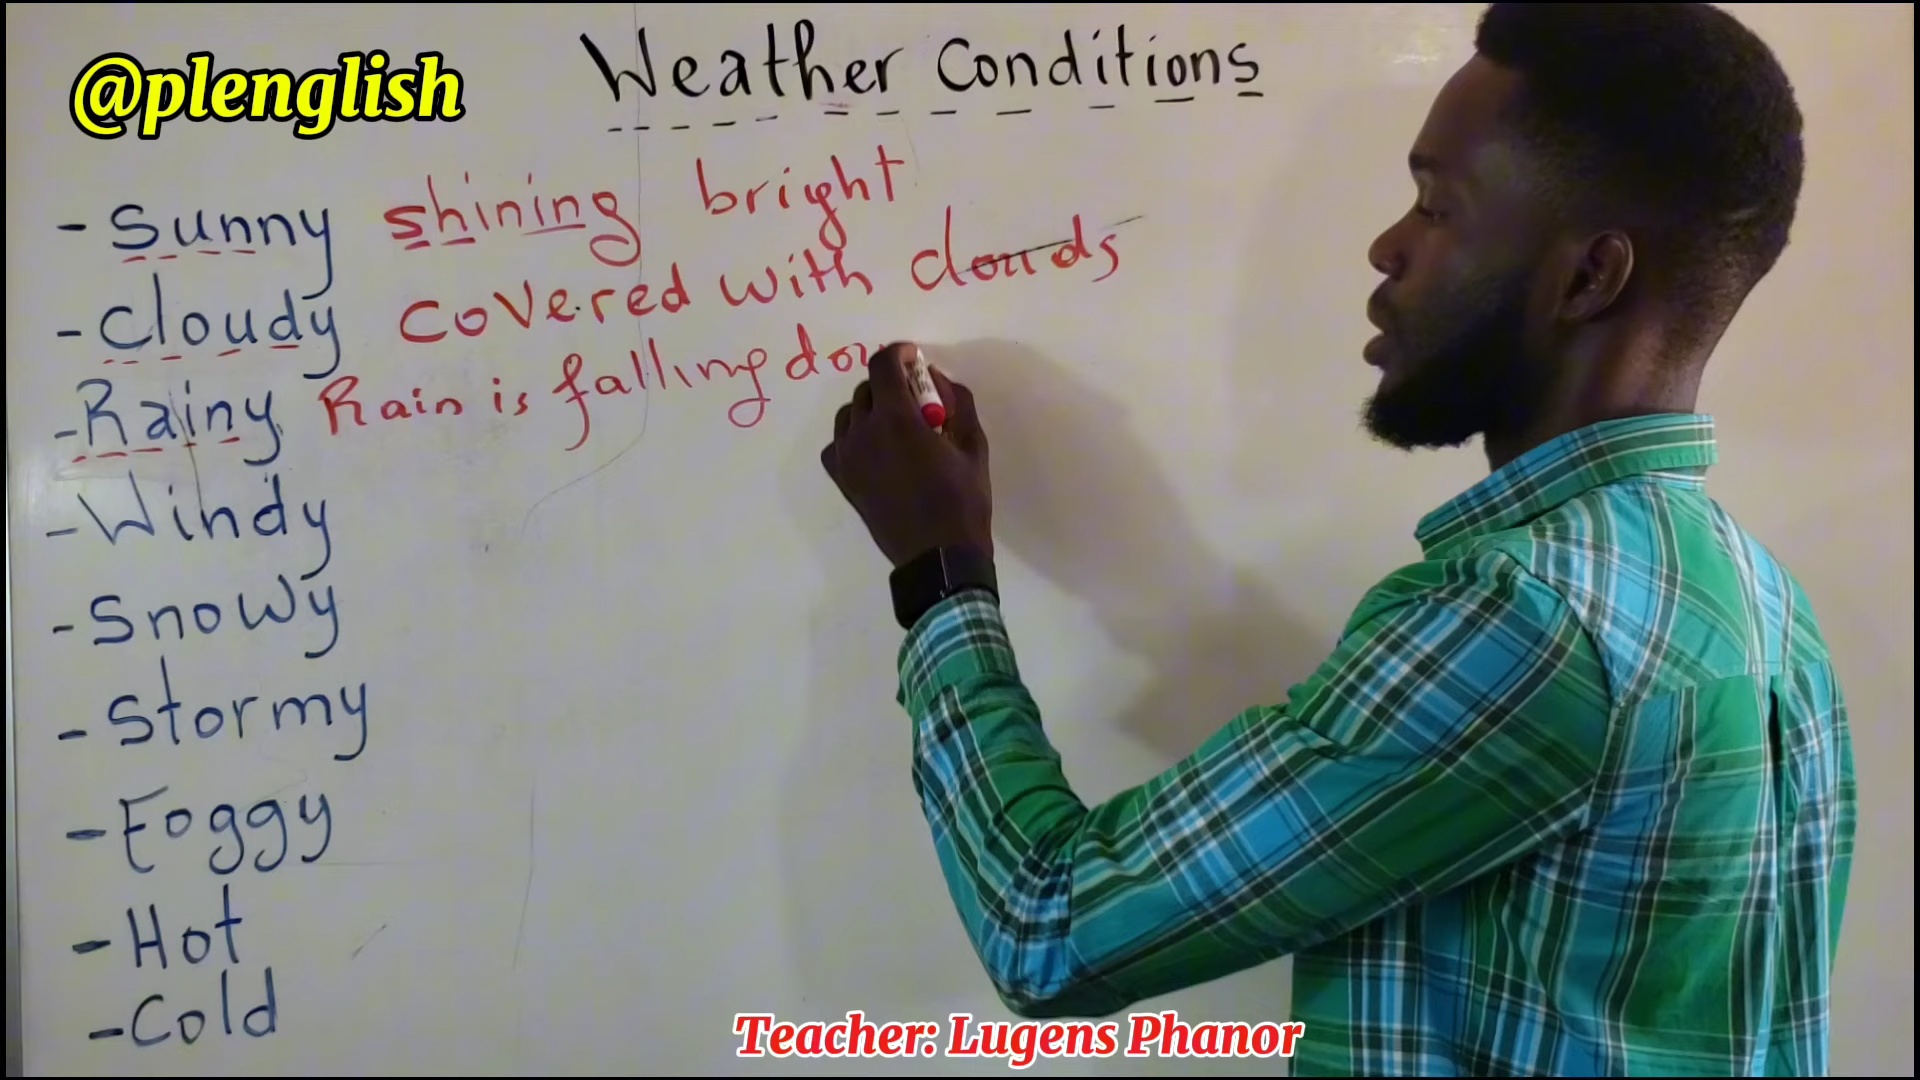 @plenglish
Weather Conditions
- Sunny shining bright
- Cloudy covered with clouds
- Rainy Rain is falling
- Windy
- Snowy
- Stormy
- Foggy
- Hot
- Cold
Teacher: Lugens Phanor